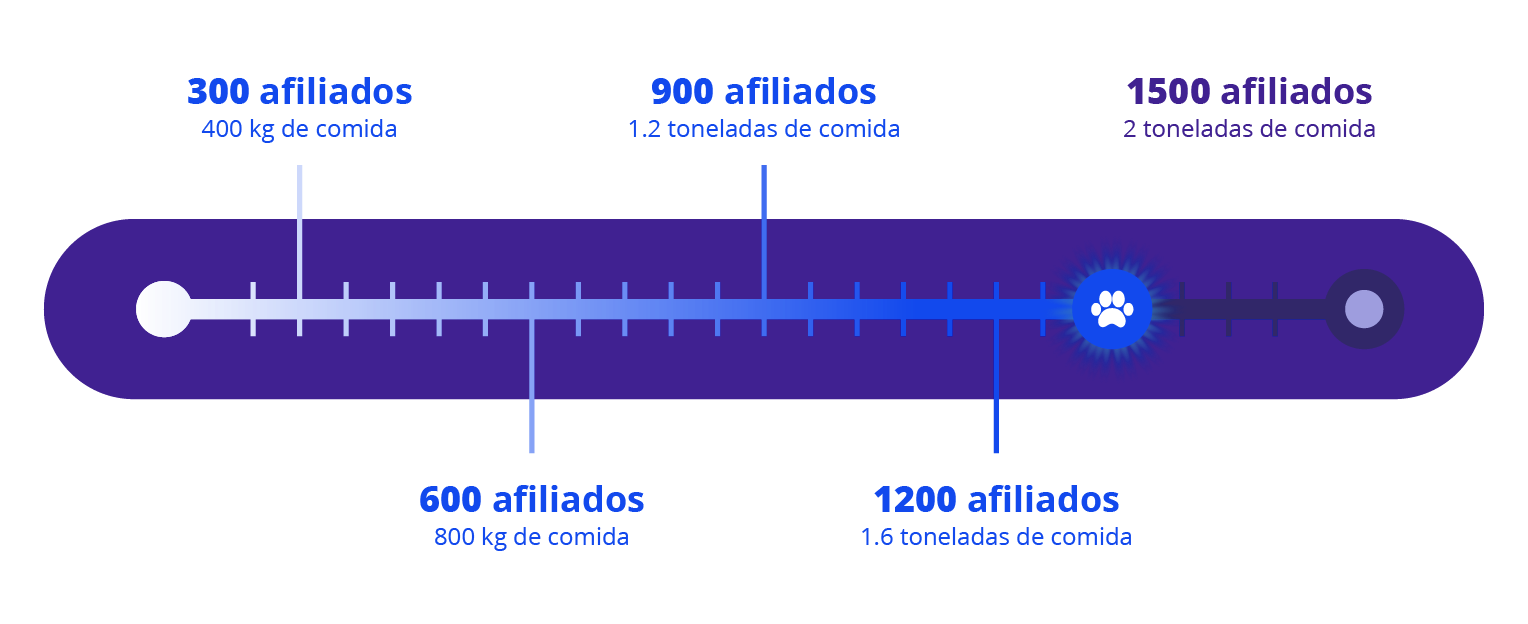 300 afiliados
400 kg de comida
900 afiliados
1.2 toneladas de comida
1500 afiliados
2 toneladas de comida
600 afiliados
800 kg de comida
1200 afiliados
1.6 toneladas de comida